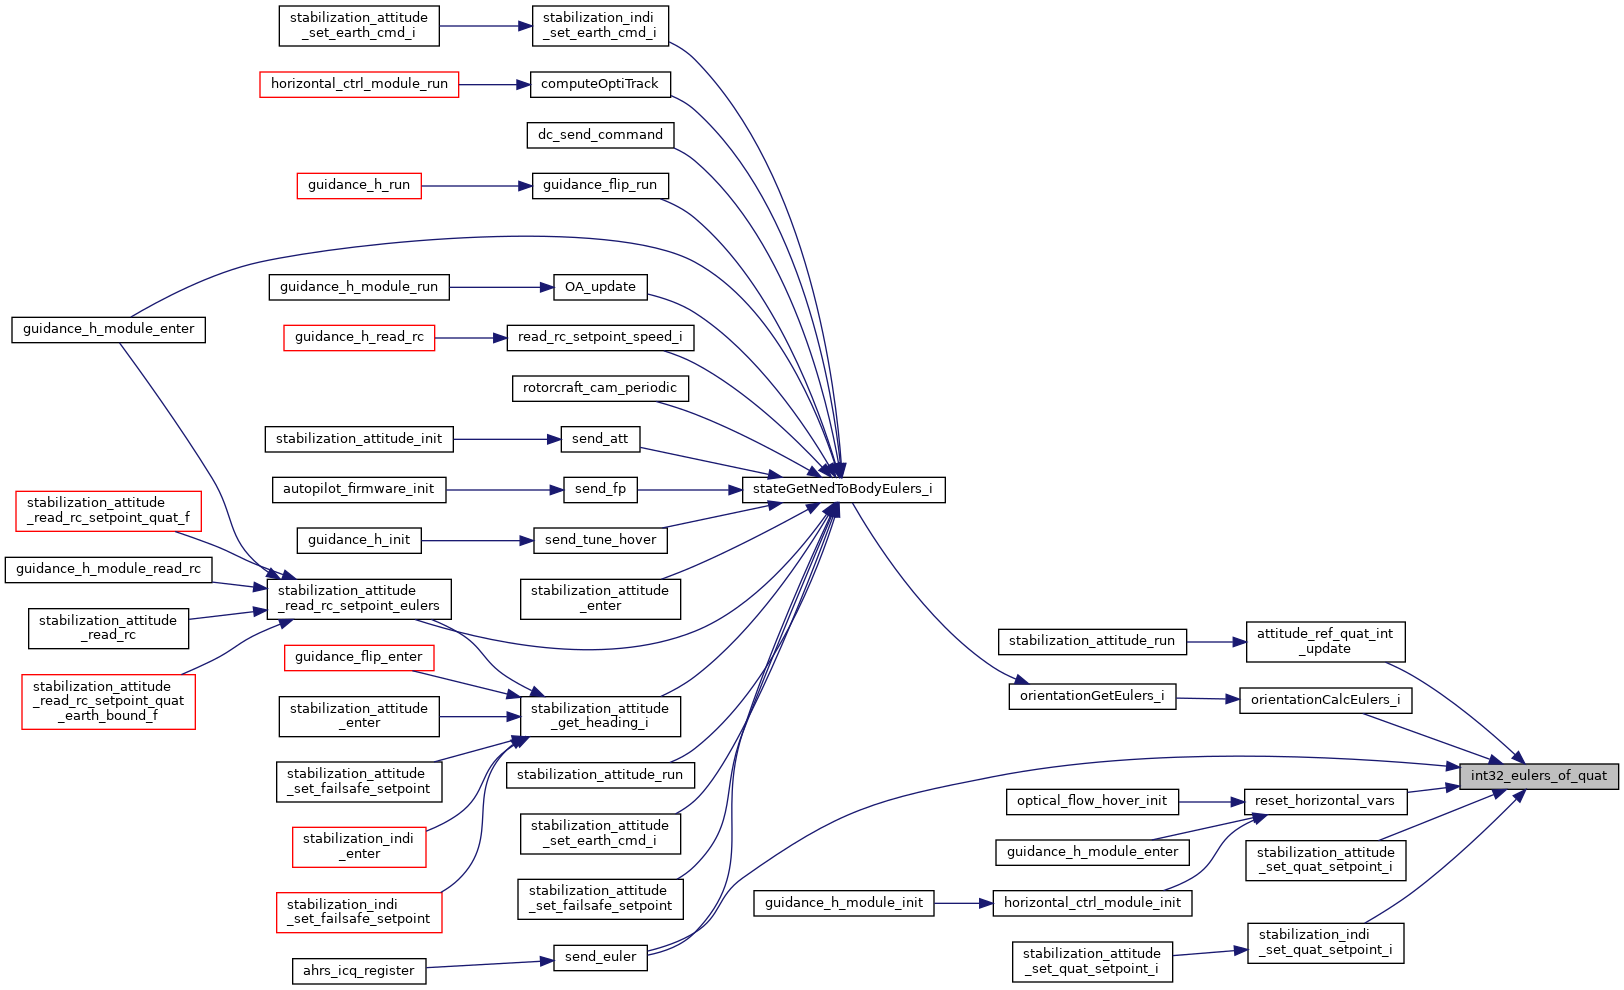 stabilization_attitude
_set_earth_cmd_i
stabilization_indi
_set_earth_cmd_i
horizontal_ctrl_module_run
computeOptiTrack
dc_send_command
guidance_h_run
guidance_flip_run
guidance_h_module_run
OA_update
guidance_h_module_enter
guidance_h_read_rc
read_rc_setpoint_speed_i
rotorcraft_cam_periodic
stabilization_attitude_init
send_att
autopilot_firmware_init
send_fp
stateGetNedToBodyEulers_i
stabilization_attitude
_read_rc_setpoint_quat_f
guidance_h_init
send_tune_hover
guidance_h_module_read_rc
stabilization_attitude
_read_rc_setpoint_eulers
stabilization_attitude
_enter
stabilization_attitude
_read_rc
guidance_flip_enter
stabilization_attitude
_read_rc_setpoint_quat
_earth_bound_f
stabilization_attitude
_enter
stabilization_attitude
_get_heading_i
stabilization_attitude_run
attitude_ref_quat_int
_update
orientationGetEulers_i
orientationCalcEulers_i
stabilization_attitude
_set_failsafe_setpoint
stabilization_attitude_run
int32_eulers_of_quat
optical_flow_hover_init
reset_horizontal_vars
stabilization_indi
_enter
stabilization_attitude
_set_earth_cmd_i
guidance_h_module_enter
stabilization_attitude
_set_quat_setpoint_i
stabilization_indi
_set_failsafe_setpoint
stabilization_attitude
_set_failsafe_setpoint
guidance_h_module_init
horizontal_ctrl_module_init
stabilization_indi
_set_quat_setpoint_i
stabilization_attitude
_set_quat_setpoint_i
ahrs_icq_register
send_euler